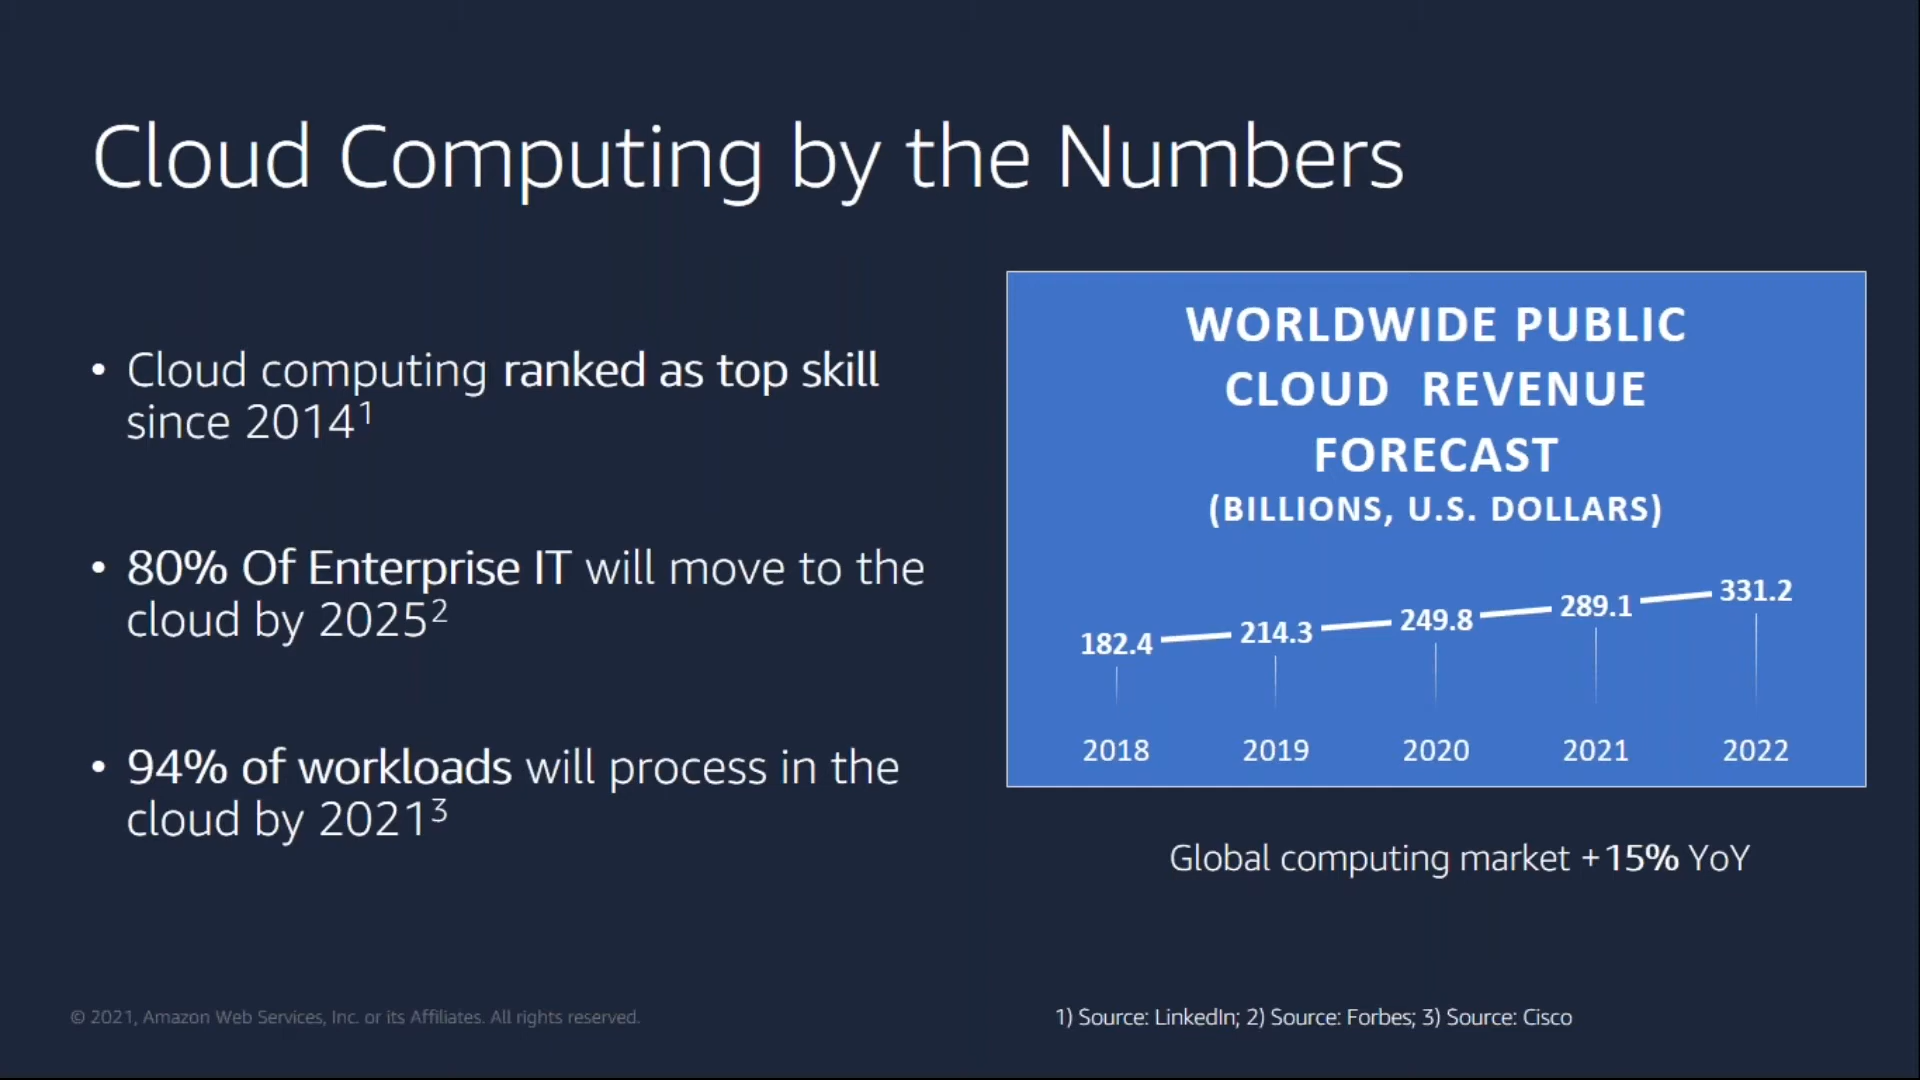 Cloud Computing by the Numbers
• Cloud computing ranked as top skill
since 2014¹
• 80% Of Enterprise IT will move to the
cloud by 2025²
• 94% of workloads will process in the
cloud by 2021³
WORLDWIDE PUBLIC
CLOUD REVENUE
FORECAST
(BILLIONS, U.S. DOLLARS)
182.4 214.3 249.8 289.1 331.2
2018 2019 2020 2021 2022
Global computing market +15% YoY
© 2021, Amazon Web Services, Inc. or its Affiliates. All rights reserved.
1) Source: LinkedIn; 2) Source: Forbes; 3) Source: Cisco